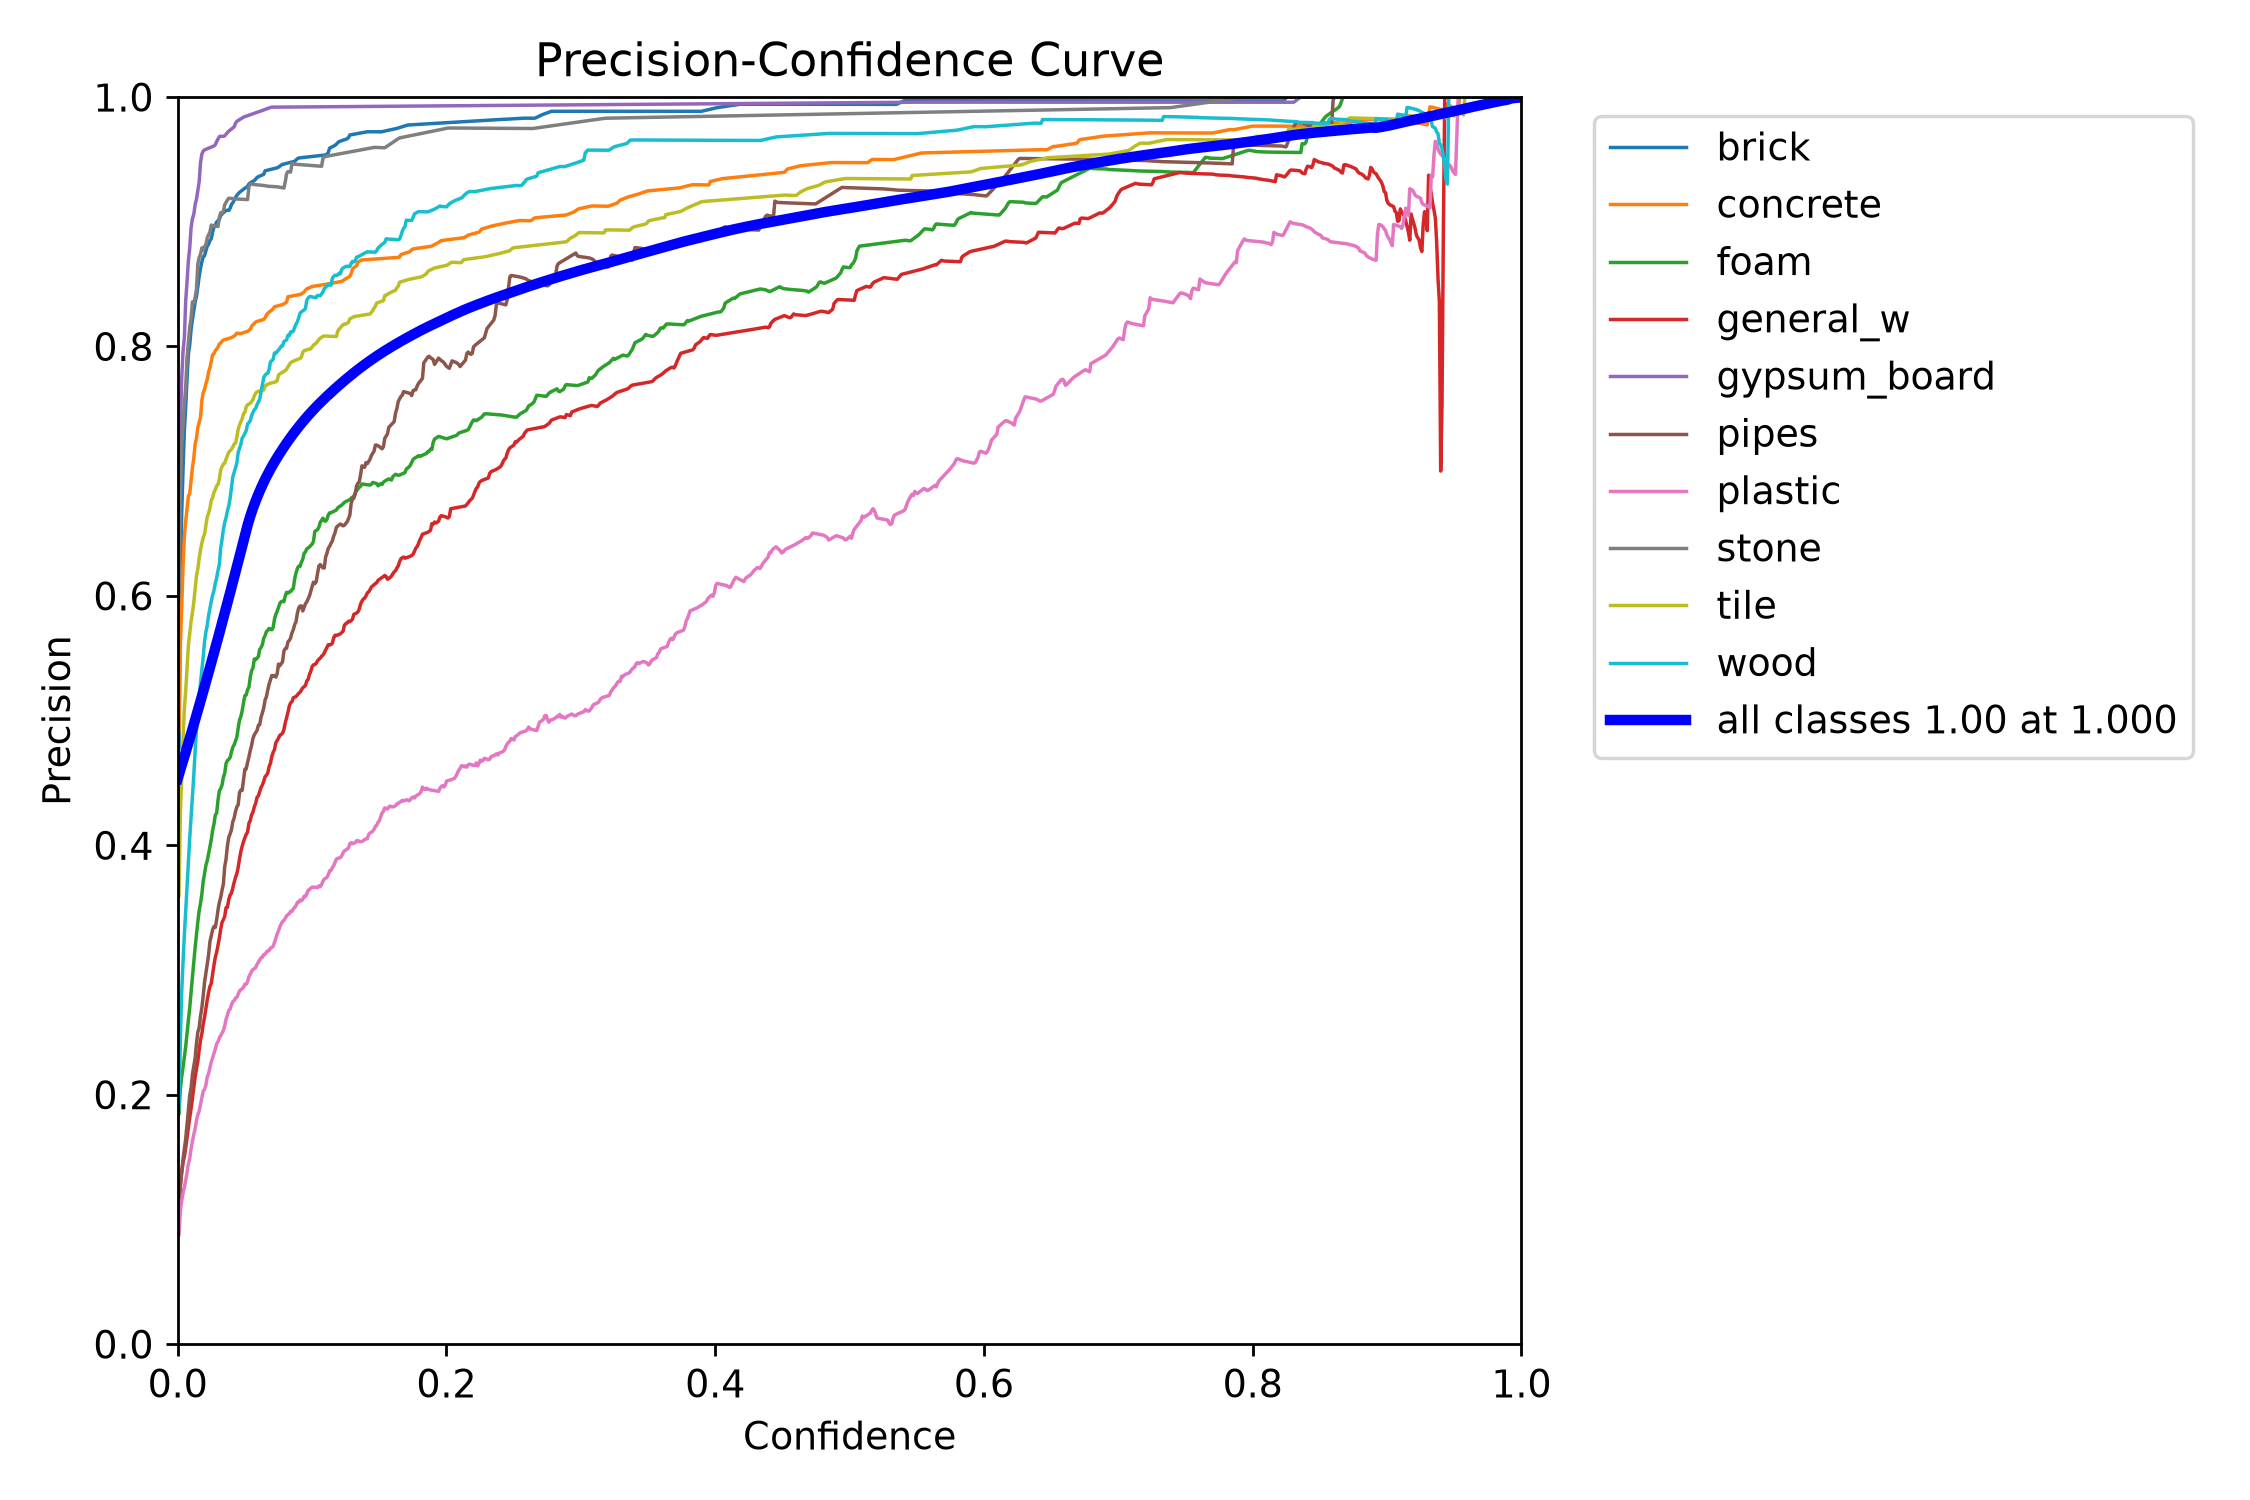 Precision-Confidence Curve
1.0
0.8
0.6
0.4
0.2
0.0
Precision
0.0 0.2 0.4 0.6 0.8 1.0
Confidence
brick
concrete
foam
general_w
gypsum_board
pipes
plastic
stone
tile
wood
all classes 1.00 at 1.000